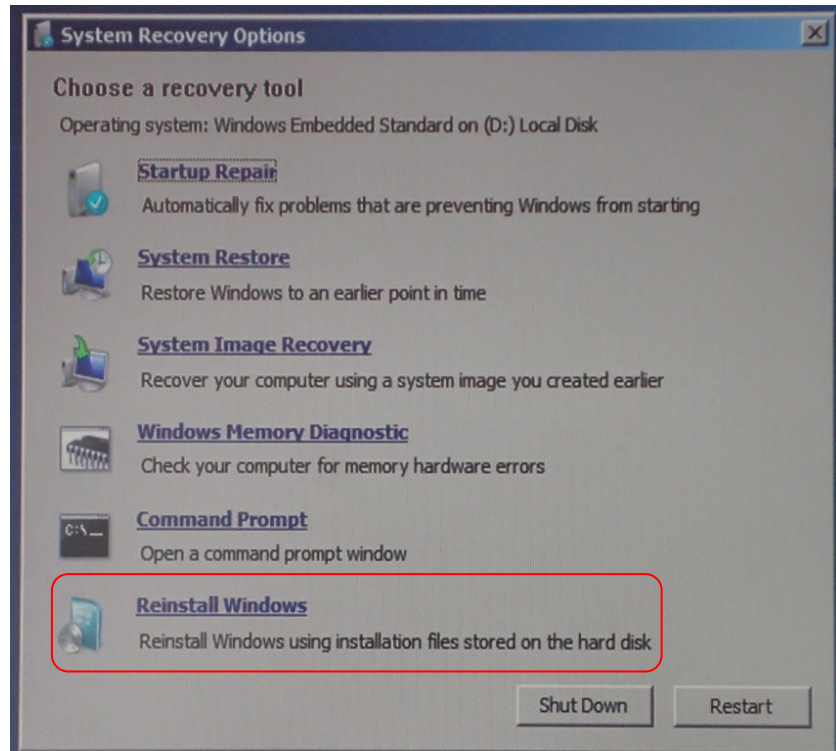 System Recovery Options
Choose a recovery tool
Operating system: Windows Embedded Standard on (D:) Local Disk
Startup Repair
Automatically fix problems that are preventing Windows from starting
System Restore
Restore Windows to an earlier point in time
System Image Recovery
Recover your computer using a system image you created earlier
Windows Memory Diagnostic
Check your computer for memory hardware errors
C:\_
Command Prompt
Open a command prompt window
Reinstall Windows
Reinstall Windows using installation files stored on the hard disk
Shut Down
Restart